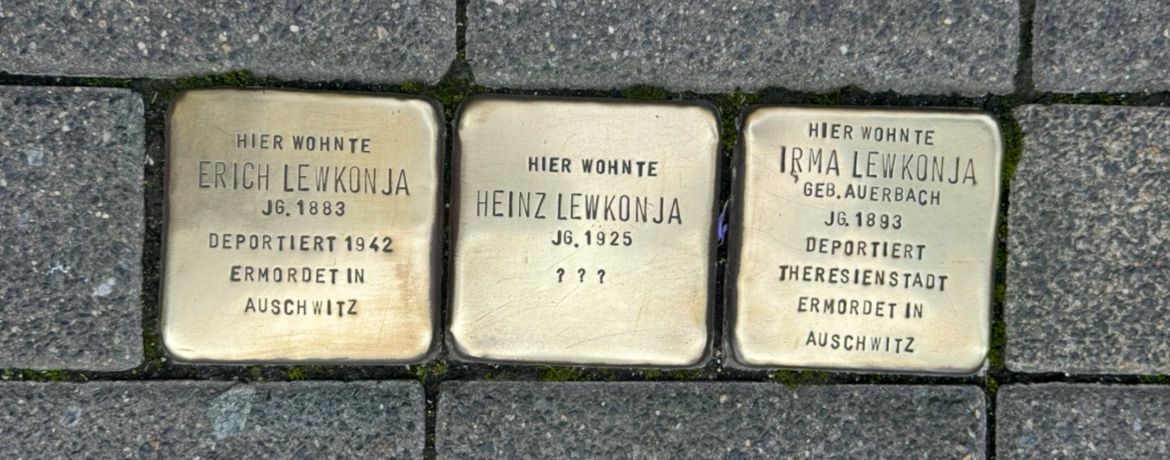 HIER WOHNTE
ERICH LEWKONJA
JG. 1883
DEPORTIERT 1942
ERMORDET IN
AUSCHWITZ
HIER WOHNTE
HEINZ LEWKONJA
JG. 1925
? ? ?
HIER WOHNTE
IRMA LEWKONJA
GEB. AUERBACH
JG. 1893
DEPORTIERT
THERESIENSTADT
ERMORDET IN
AUSCHWITZ